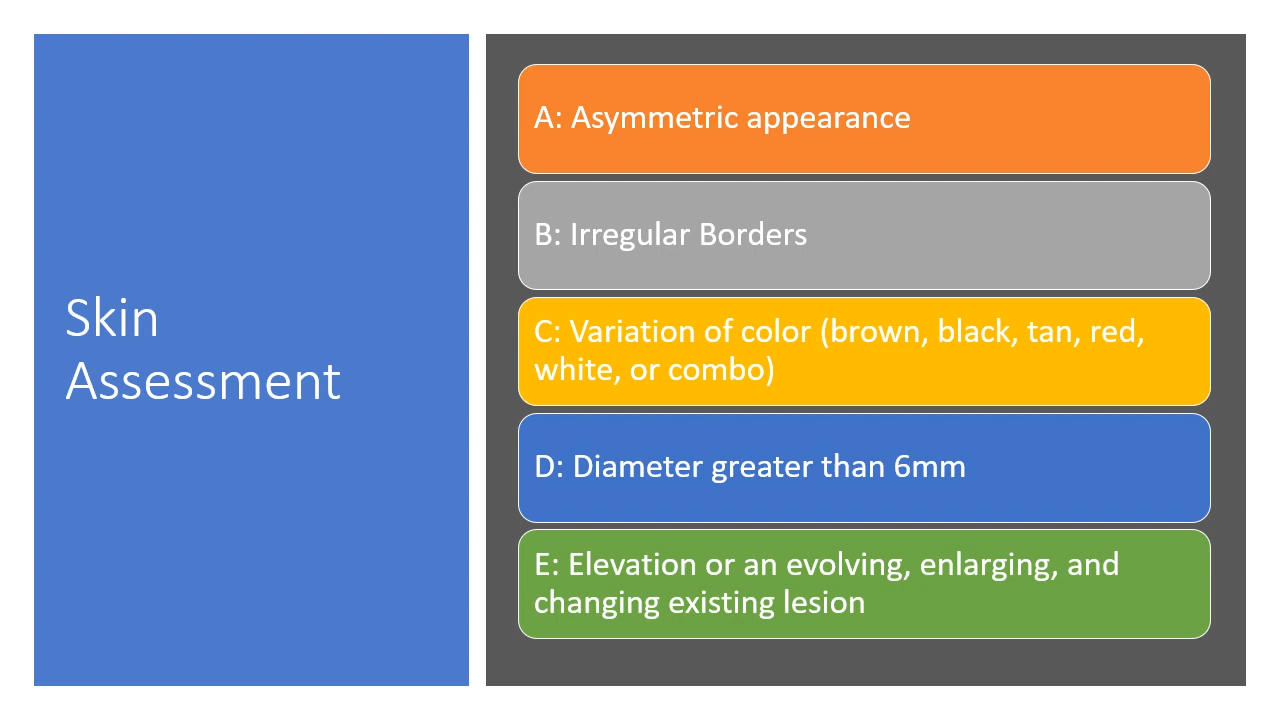 Skin
Assessment
A: Asymmetric appearance
B: Irregular Borders
C: Variation of color (brown, black, tan, red,
white, or combo)
D: Diameter greater than 6mm
E: Elevation or an evolving, enlarging, and
changing existing lesion